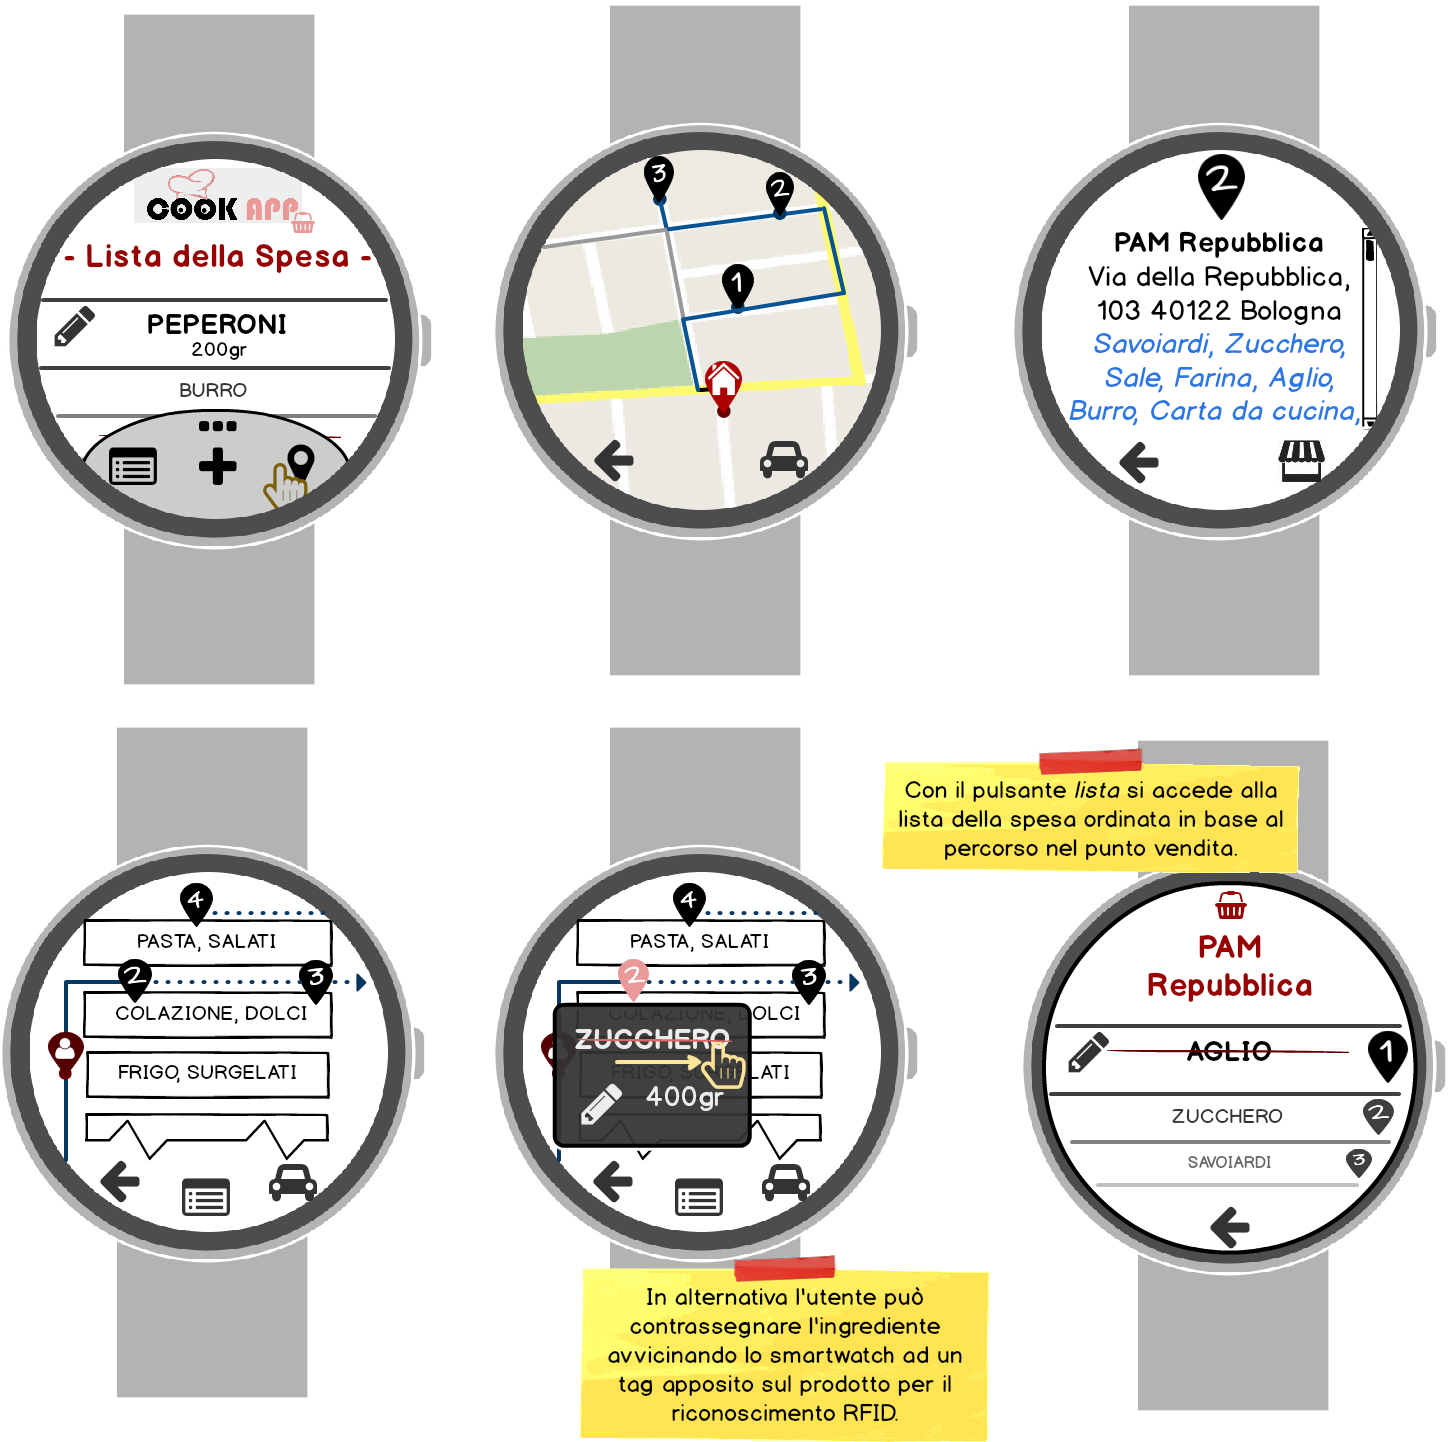 COOK APP
- Lista della Spesa -
PEPERONI
200gr
BURRO
3
2
1
2
PAM Repubblica
Via della Repubblica,
103 40122 Bologna
Savoiardi, Zucchero,
Sale, Farina, Aglio,
Burro, Carta da cucina,
4
PASTA, SALATI
2
3
COLAZIONE, DOLCI
FRIGO, SURGELATI
4
PASTA, SALATI
2
3
COLAZIONE, DOLCI
ZUCCHERO
FRIGO, SURGELATI
400gr
In alternativa l'utente può
contrassegnare l'ingrediente
avvicinando lo smartwatch ad un
tag apposito sul prodotto per il
riconoscimento RFID.
Con il pulsante lista si accede alla
lista della spesa ordinata in base al
percorso nel punto vendita.
PAM
Repubblica
AGLIO
1
ZUCCHERO
2
SAVOIARDI
3